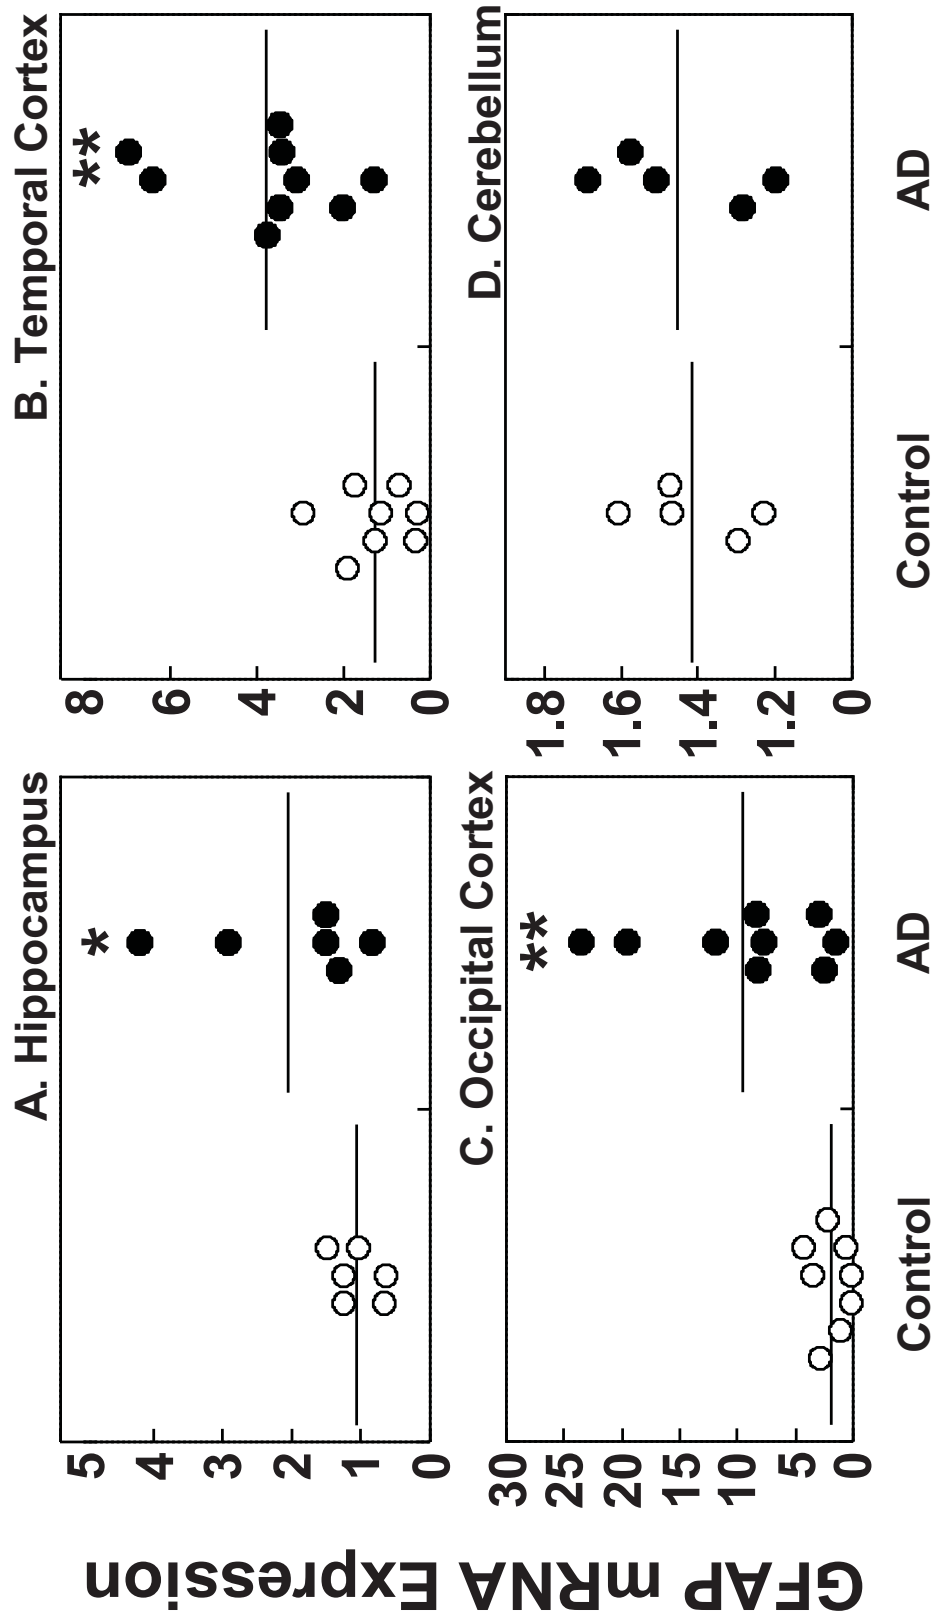 GFAP mRNA Expression
A. Hippocampus
*
5
4
3
2
1
0
B. Temporal Cortex
**
8
6
4
2
0
C. Occipital Cortex
**
30
25
20
15
10
5
0
Control
AD
D. Cerebellum
1.8
1.6
1.4
1.2
0
Control
AD